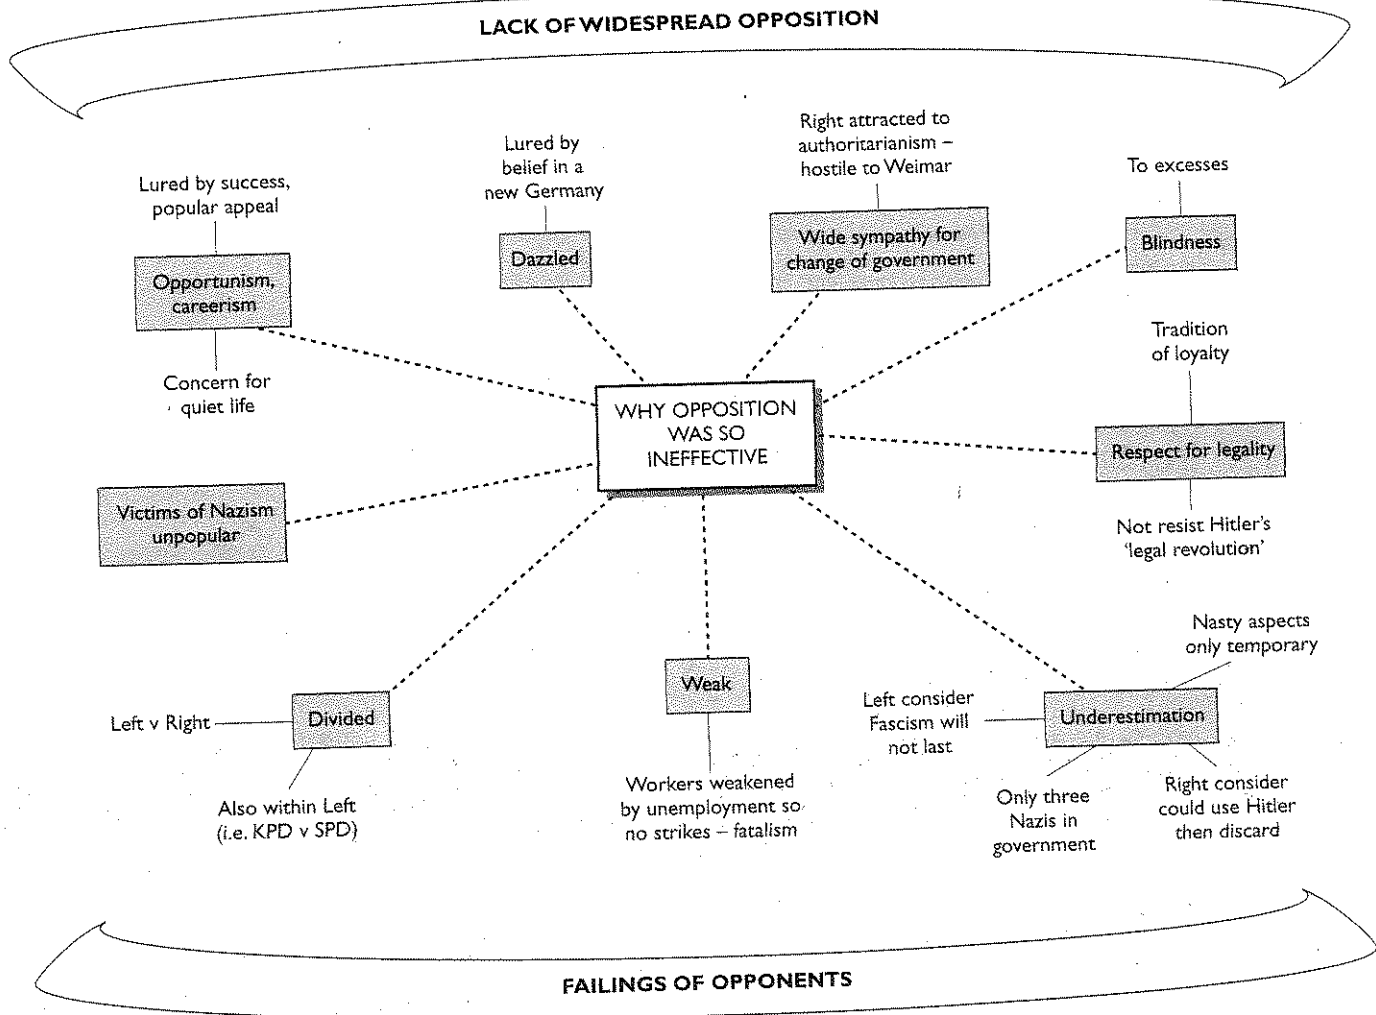 LACK OF WIDESPREAD OPPOSITION
Lured by success,
popular appeal
Opportunism,
careerism
Concern for
quiet life
Lured by
belief in a
new Germany
Dazzled
Right attracted to
authoritarianism –
hostile to Weimar
Wide sympathy for
change of government
To excesses
Blindness
Tradition
of loyalty
Respect for legality
Not resist Hitler's
'legal revolution'
WHY OPPOSITION
WAS SO
INEFFECTIVE
Victims of Nazism
unpopular
Left v Right
Divided
Also within Left
(i.e. KPD v SPD)
Weak
Workers weakened
by unemployment so
no strikes – fatalism
Nasty aspects
only temporary
Left consider
Fascism will
not last
Underestimation
Only three
Nazis in
government
Right consider
could use Hitler
then discard
FAILINGS OF OPPONENTS